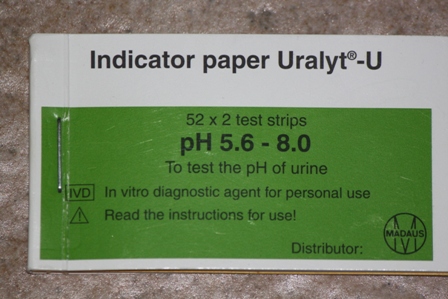 Indicator paper Uralyt®-U
52 x 2 test strips
pH 5.6 - 8.0
To test the pH of urine
IVD In vitro diagnostic agent for personal use
Read the instructions for use!
Distributor:
MADAUS